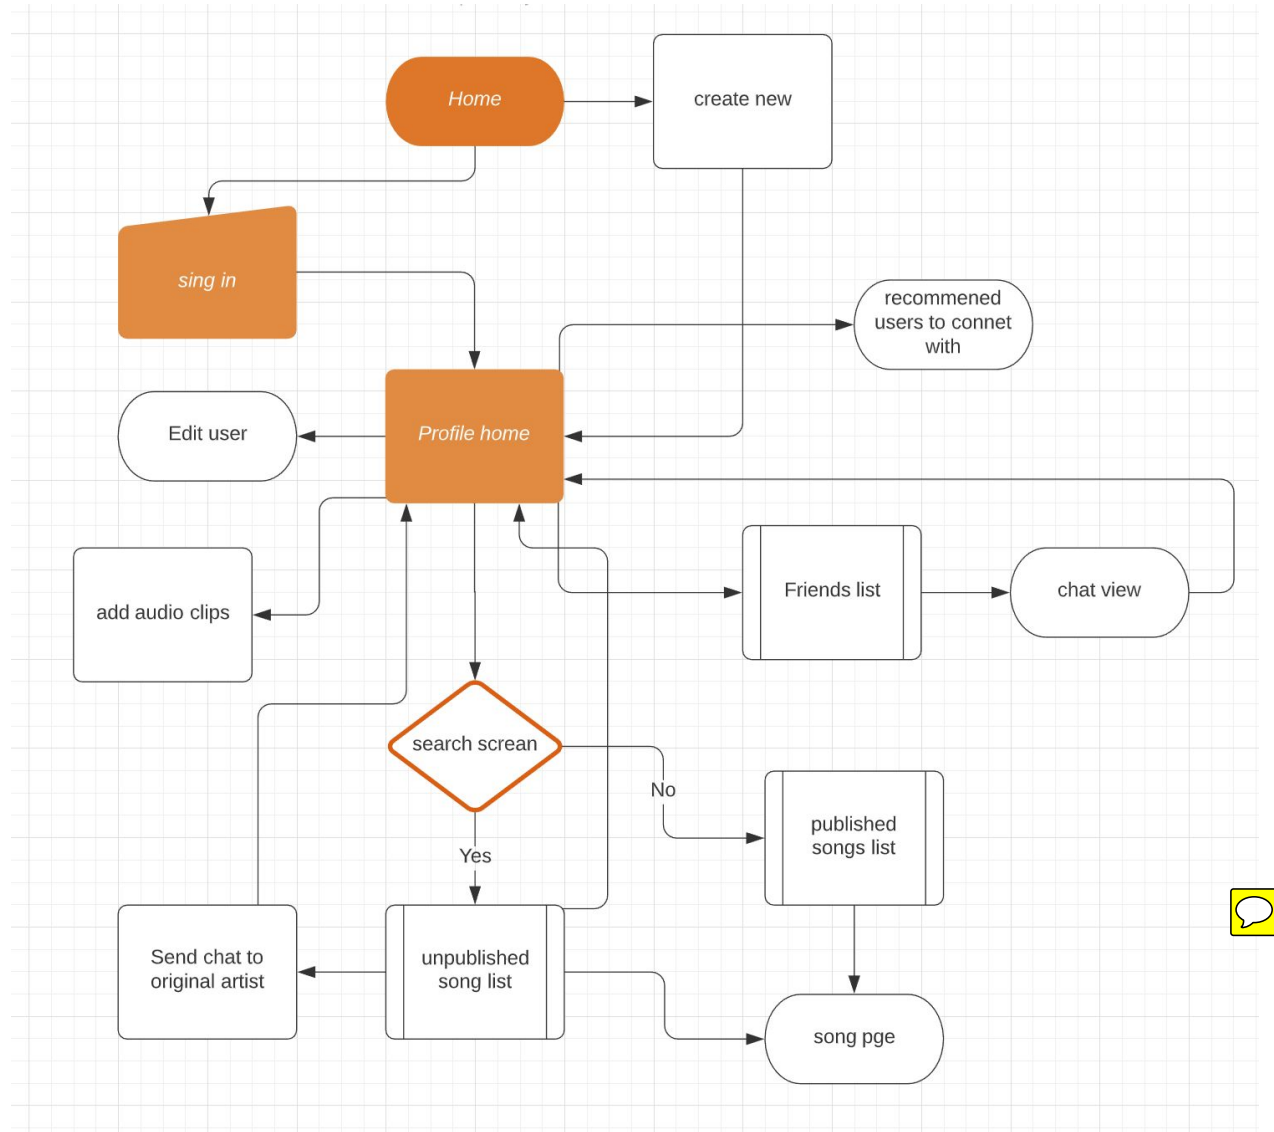 Home
create new
sing in
recommened
users to connet
with
Edit user
Profile home
add audio clips
Friends list
chat view
search screan
No
published
songs list
Yes
Send chat to
original artist
unpublished
song list
song pge